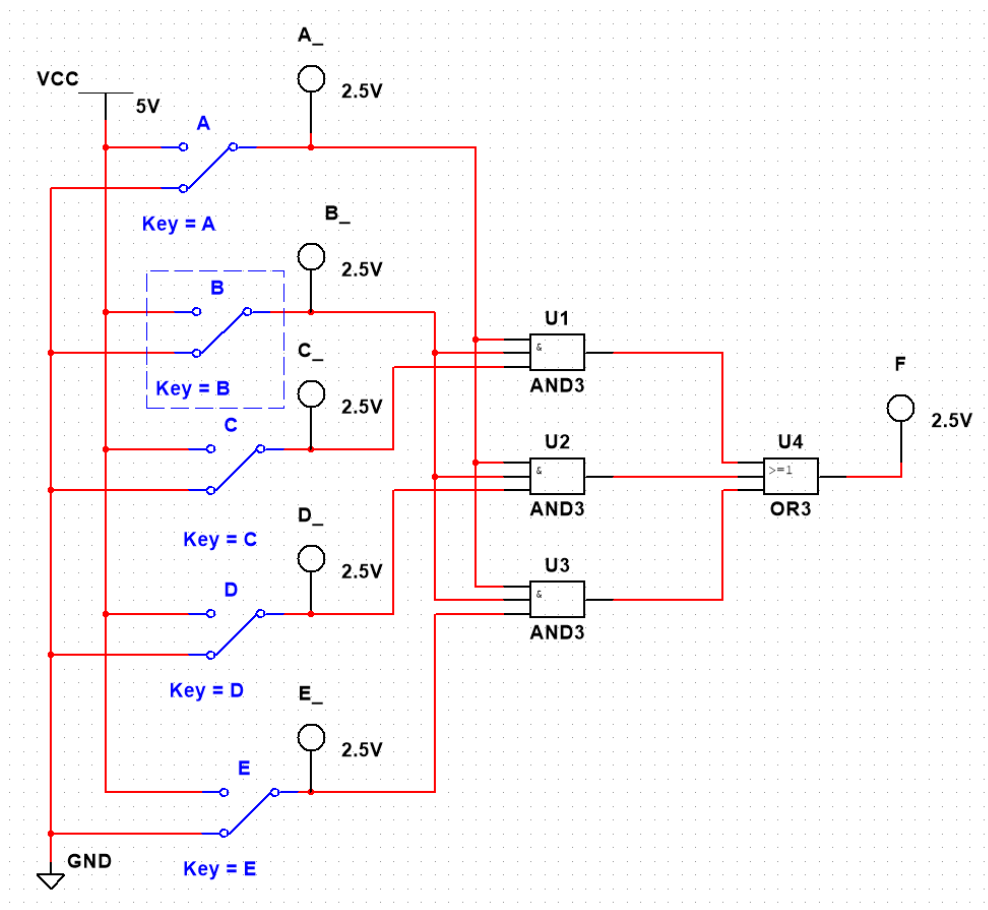 A_
VCC
2.5V
5V
A
Key = A
B_
2.5V
B
Key = B
C_
2.5V
C
Key = C
D_
2.5V
D
Key = D
E_
2.5V
E
Key = E
GND
U1
&
AND3
U2
&
AND3
U3
&
AND3
U4
>=1
OR3
F
2.5V